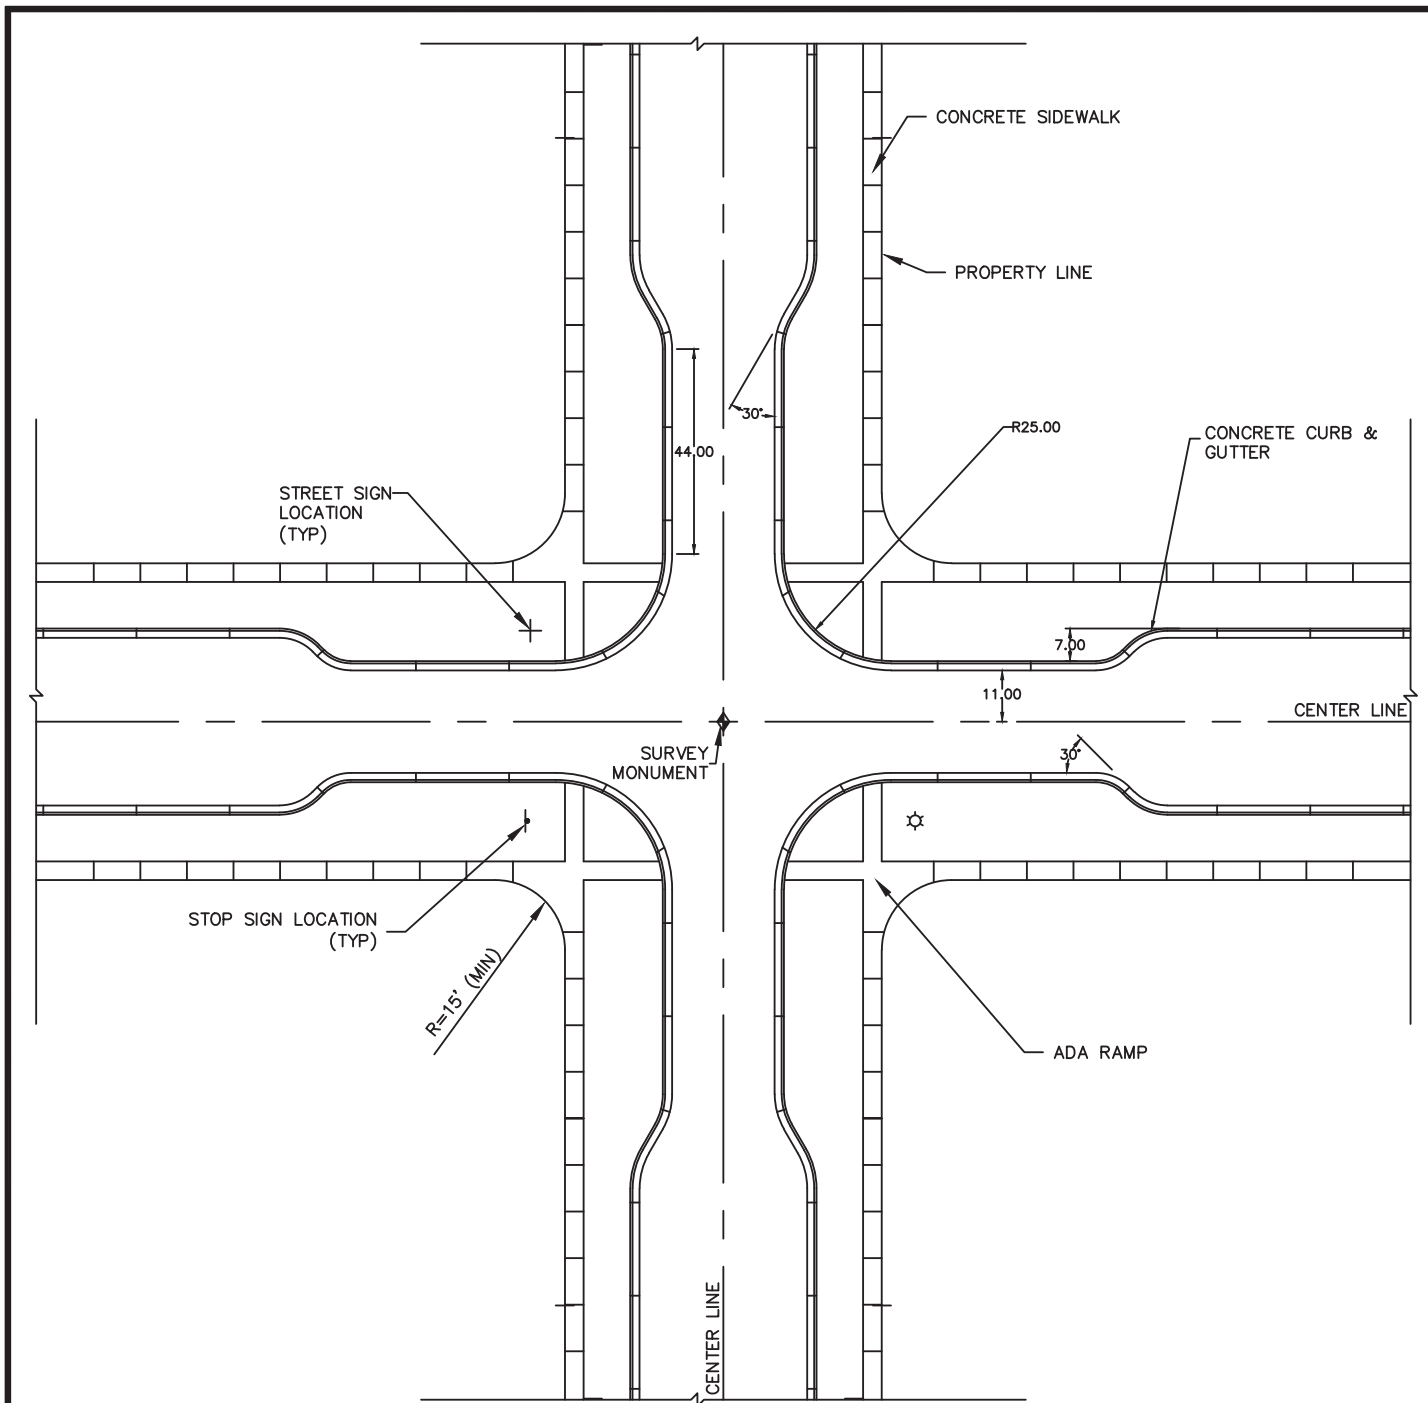 CONCRETE SIDEWALK
PROPERTY LINE
30°
R25.00
CONCRETE CURB &
GUTTER
44.00
STREET SIGN
LOCATION
(TYP)
7.00
11.00
CENTER LINE
SURVEY
MONUMENT
30°
STOP SIGN LOCATION
(TYP)
R=15' (MIN)
ADA RAMP
CENTER LINE